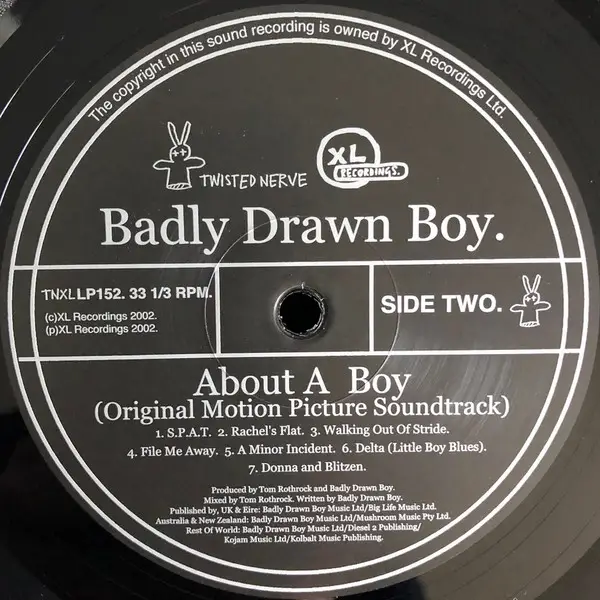 The copyright in this sound recording is owned by XL Recordings Ltd.
TWISTED NERVE
XL
RECORDINGS.
Badly Drawn Boy.
TNXLLP152. 33 1/3 RPM.
(c)XL Recordings 2002.
(p)XL Recordings 2002.
SIDE TWO.
About A Boy
(Original Motion Picture Soundtrack)
1. S.P.A.T. 2. Rachel's Flat. 3. Walking Out Of Stride.
4. File Me Away. 5. A Minor Incident. 6. Delta (Little Boy Blues).
7. Donna and Blitzen.
Produced by Tom Rothrock and Badly Drawn Boy.
Mixed by Tom Rothrock. Written by Badly Drawn Boy.
Published by, UK & Eire: Badly Drawn Boy Music Ltd/Big Life Music Ltd.
Australia & New Zealand: Badly Drawn Boy Music Ltd/Mushroom Music Pty Ltd.
Rest Of World: Badly Drawn Boy Music Ltd/Diesel 2 Publishing/
Kojam Music Ltd/Kolbalt Music Publishing.